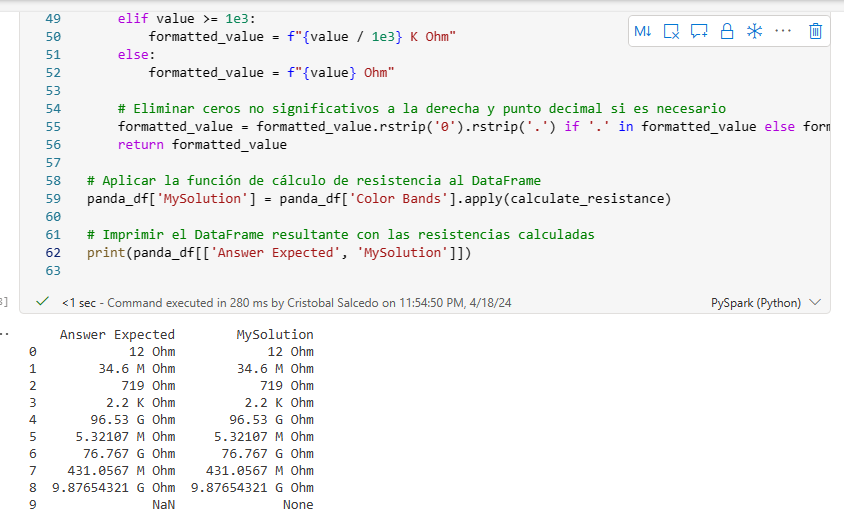 49 elif value >= 1e3:
50 formatted_value = f"{value / 1e3} K Ohm"
51 else:
52 formatted_value = f"{value} Ohm"
53
54 # Eliminar ceros no significativos a la derecha y punto decimal si es necesario
55 formatted_value = formatted_value.rstrip('0').rstrip('.') if '.' in formatted_value else form
56 return formatted_value
57
58 # Aplicar la función de cálculo de resistencia al DataFrame
59 panda_df['MySolution'] = panda_df['Color Bands'].apply(calculate_resistance)
60
61 # Imprimir el DataFrame resultante con las resistencias calculadas
62 print(panda_df[['Answer Expected', 'MySolution']])
63
M↓ ...
<1 sec - Command executed in 280 ms by Cristobal Salcedo on 11:54:50 PM, 4/18/24 PySpark (Python)
Answer Expected MySolution
0 12 Ohm 12 Ohm
1 34.6 M Ohm 34.6 M Ohm
2 719 Ohm 719 Ohm
3 2.2 K Ohm 2.2 K Ohm
4 96.53 G Ohm 96.53 G Ohm
5 5.32107 M Ohm 5.32107 M Ohm
6 76.767 G Ohm 76.767 G Ohm
7 431.0567 M Ohm 431.0567 M Ohm
8 9.87654321 G Ohm 9.87654321 G Ohm
9 NaN None